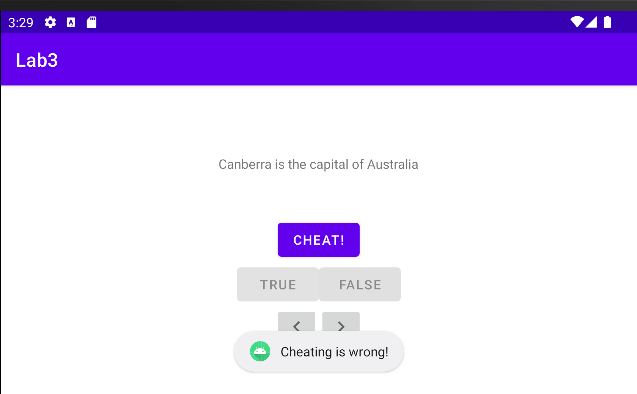 3:29
Lab3
Canberra is the capital of Australia
CHEAT!
TRUE FALSE
Cheating is wrong!